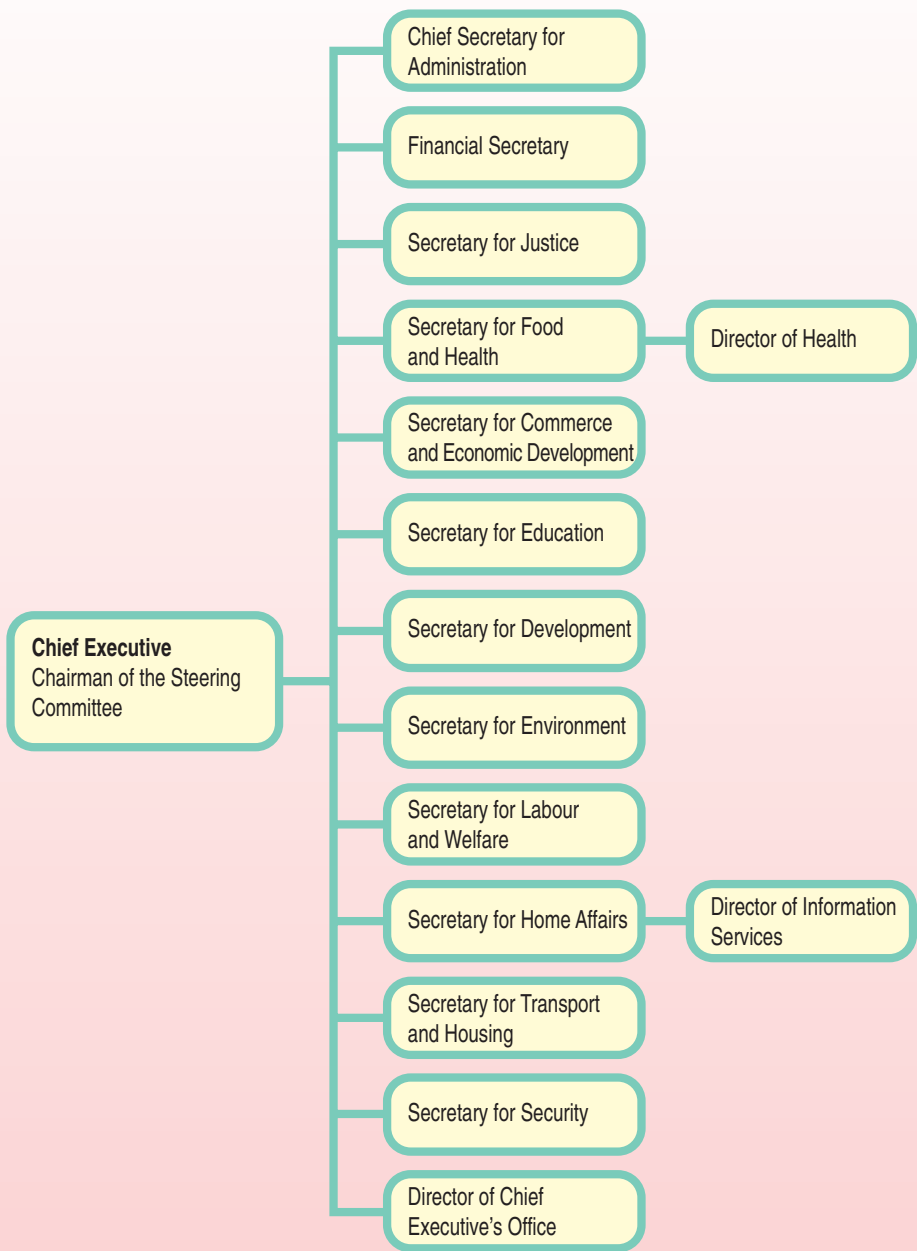 Chief Secretary for
Administration
Financial Secretary
Secretary for Justice
Secretary for Food
and Health
Director of Health
Secretary for Commerce
and Economic Development
Secretary for Education
Secretary for Development
Chief Executive
Chairman of the Steering
Committee
Secretary for Environment
Secretary for Labour
and Welfare
Secretary for Home Affairs
Director of Information
Services
Secretary for Transport
and Housing
Secretary for Security
Director of Chief
Executive's Office